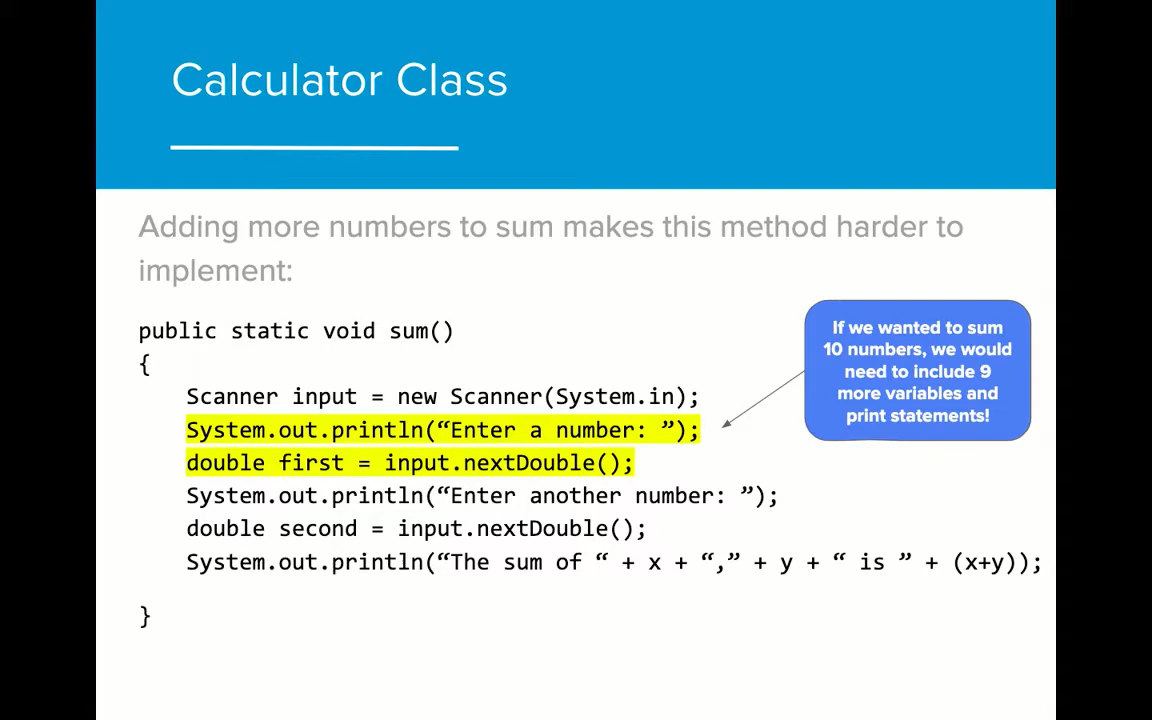 Calculator Class
Adding more numbers to sum makes this method harder to
implement:
public static void sum()
{
Scanner input = new Scanner(System.in);
System.out.println(“Enter a number: ”);
double first = input.nextDouble();
System.out.println(“Enter another number: ”);
double second = input.nextDouble();
System.out.println(“The sum of “ + x + “,” + y + “ is ” + (x+y));
}
If we wanted to sum
10 numbers, we would
need to include 9
more variables and
print statements!